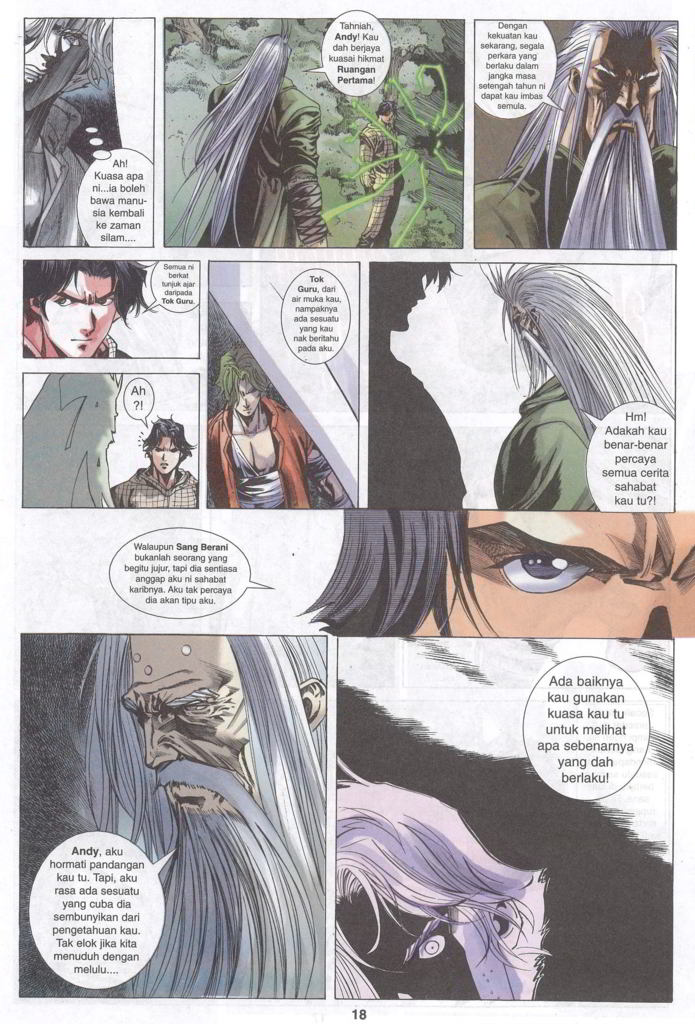 Ah!
Kuasa apa
ni...ia boleh
bawa manu-
sia kembali
ke zaman
silam....
Tahniah,
Andy! Kau
dah berjaya
kuasai hikmat
Ruangan
Pertama!
Dengan
kekuatan kau
sekarang, segala
perkara yang
berlaku dalam
jangka masa
setengah tahun ni
dapat kau imbas
semula.
Semua ni
berkat
tunjuk ajar
daripada
Tok Guru.
Ah
?!
Tok
Guru, dari
air muka kau,
nampaknya
ada sesuatu
yang kau
nak beritahu
pada aku.
Hm!
Adakah kau
benar-benar
percaya
semua cerita
sahabat
kau tu?!
Walaupun Sang Berani
bukanlah seorang yang
begitu jujur, tapi dia sentiasa
anggap aku ni sahabat
karibnya. Aku tak percaya
dia akan tipu aku.
Andy, aku
hormati pandangan
kau tu. Tapi, aku
rasa ada sesuatu
yang cuba dia
sembunyikan dari
pengetahuan kau.
Tak elok jika kita
menuduh dengan
melulu....
Ada baiknya
kau gunakan
kuasa kau tu
untuk melihat
apa sebenarnya
yang dah
berlaku!
18